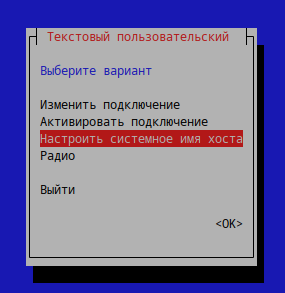 Текстовый пользовательский
Выберите вариант
Изменить подключение
Активировать подключение
Настроить системное имя хоста
Радио
Выйти
<OK>